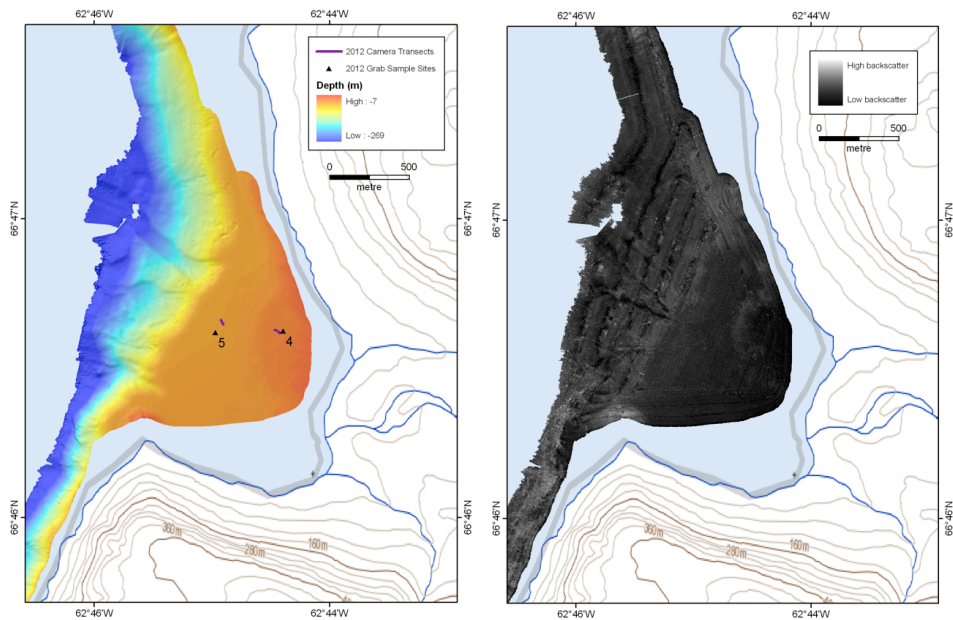 62°46'W
62°44'W
62°46'W
62°44'W
2012 Camera Transects
2012 Grab Sample Sites
Depth (m)
High : -7
Low : -269
0 500
metre
High backscatter
Low backscatter
0 500
metre
66°47'N
66°47'N
66°47'N
66°47'N
5
4
66°46'N
66°46'N
66°46'N
66°46'N
360m
280m
160m
360m
280m
160m
62°46'W
62°44'W
62°46'W
62°44'W